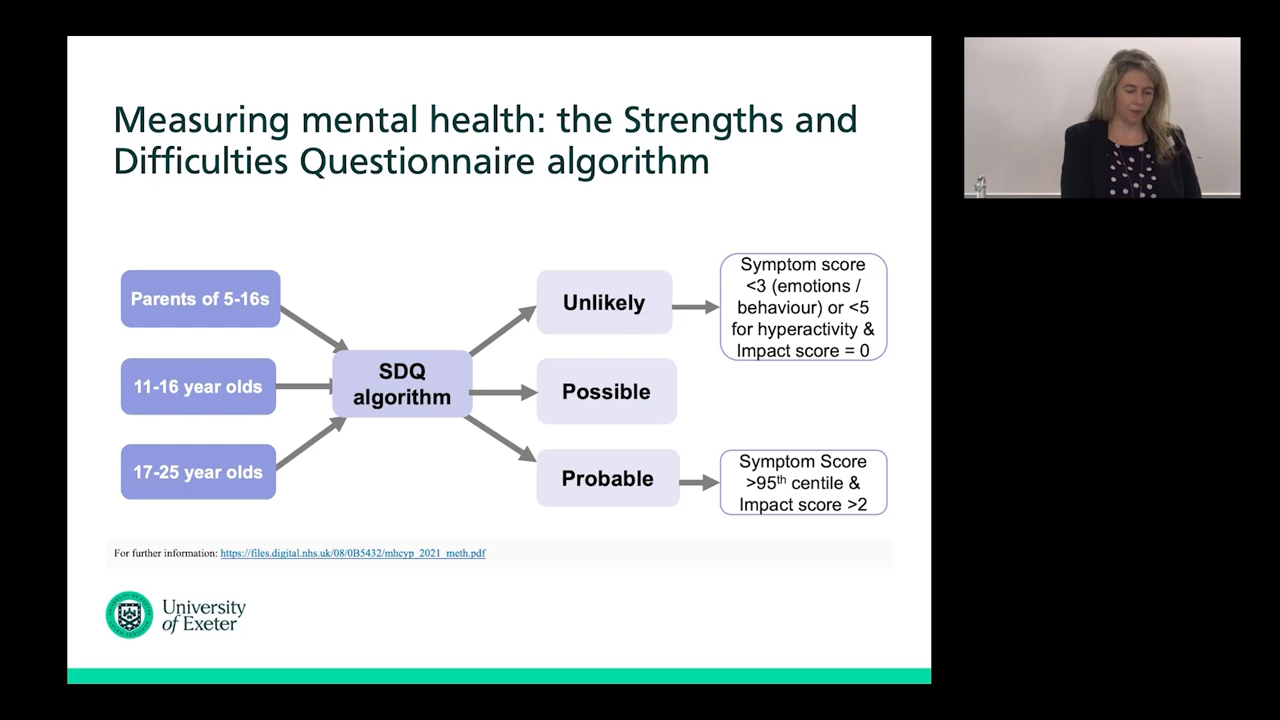 Measuring mental health: the Strengths and
Difficulties Questionnaire algorithm
Parents of 5-16s
11-16 year olds
17-25 year olds
SDQ
algorithm
Unlikely
Possible
Probable
Symptom score
<3 (emotions /
behaviour) or <5
for hyperactivity &
Impact score = 0
Symptom Score
>95th centile &
Impact score >2
For further information: https://files.digital.nhs.uk/08/0B5432/mhcyp_2021_meth.pdf
University
of Exeter